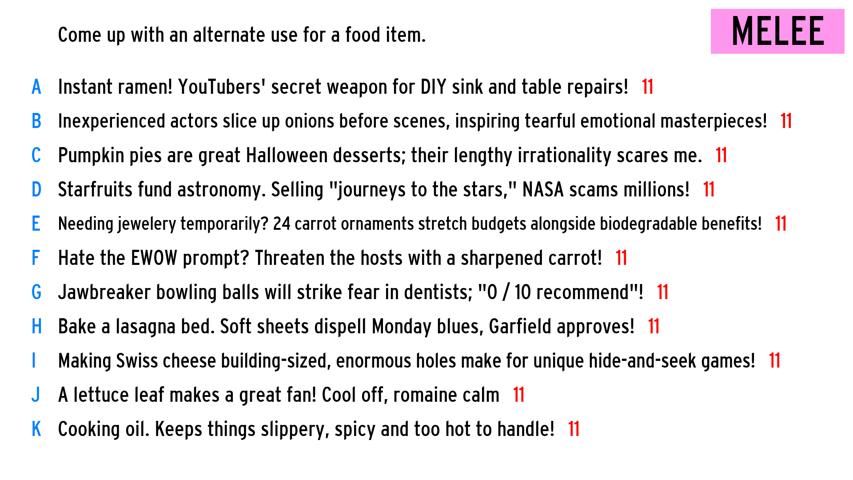 Come up with an alternate use for a food item.
MELEE
A Instant ramen! YouTubers' secret weapon for DIY sink and table repairs! 11
B Inexperienced actors slice up onions before scenes, inspiring tearful emotional masterpieces! 11
C Pumpkin pies are great Halloween desserts; their lengthy irrationality scares me. 11
D Starfruits fund astronomy. Selling "journeys to the stars," NASA scams millions! 11
E Needing jewelery temporarily? 24 carrot ornaments stretch budgets alongside biodegradable benefits! 11
F Hate the EWOW prompt? Threaten the hosts with a sharpened carrot! 11
G Jawbreaker bowling balls will strike fear in dentists; "0 / 10 recommend"! 11
H Bake a lasagna bed. Soft sheets dispell Monday blues, Garfield approves! 11
I Making Swiss cheese building-sized, enormous holes make for unique hide-and-seek games! 11
J A lettuce leaf makes a great fan! Cool off, romaine calm 11
K Cooking oil. Keeps things slippery, spicy and too hot to handle! 11